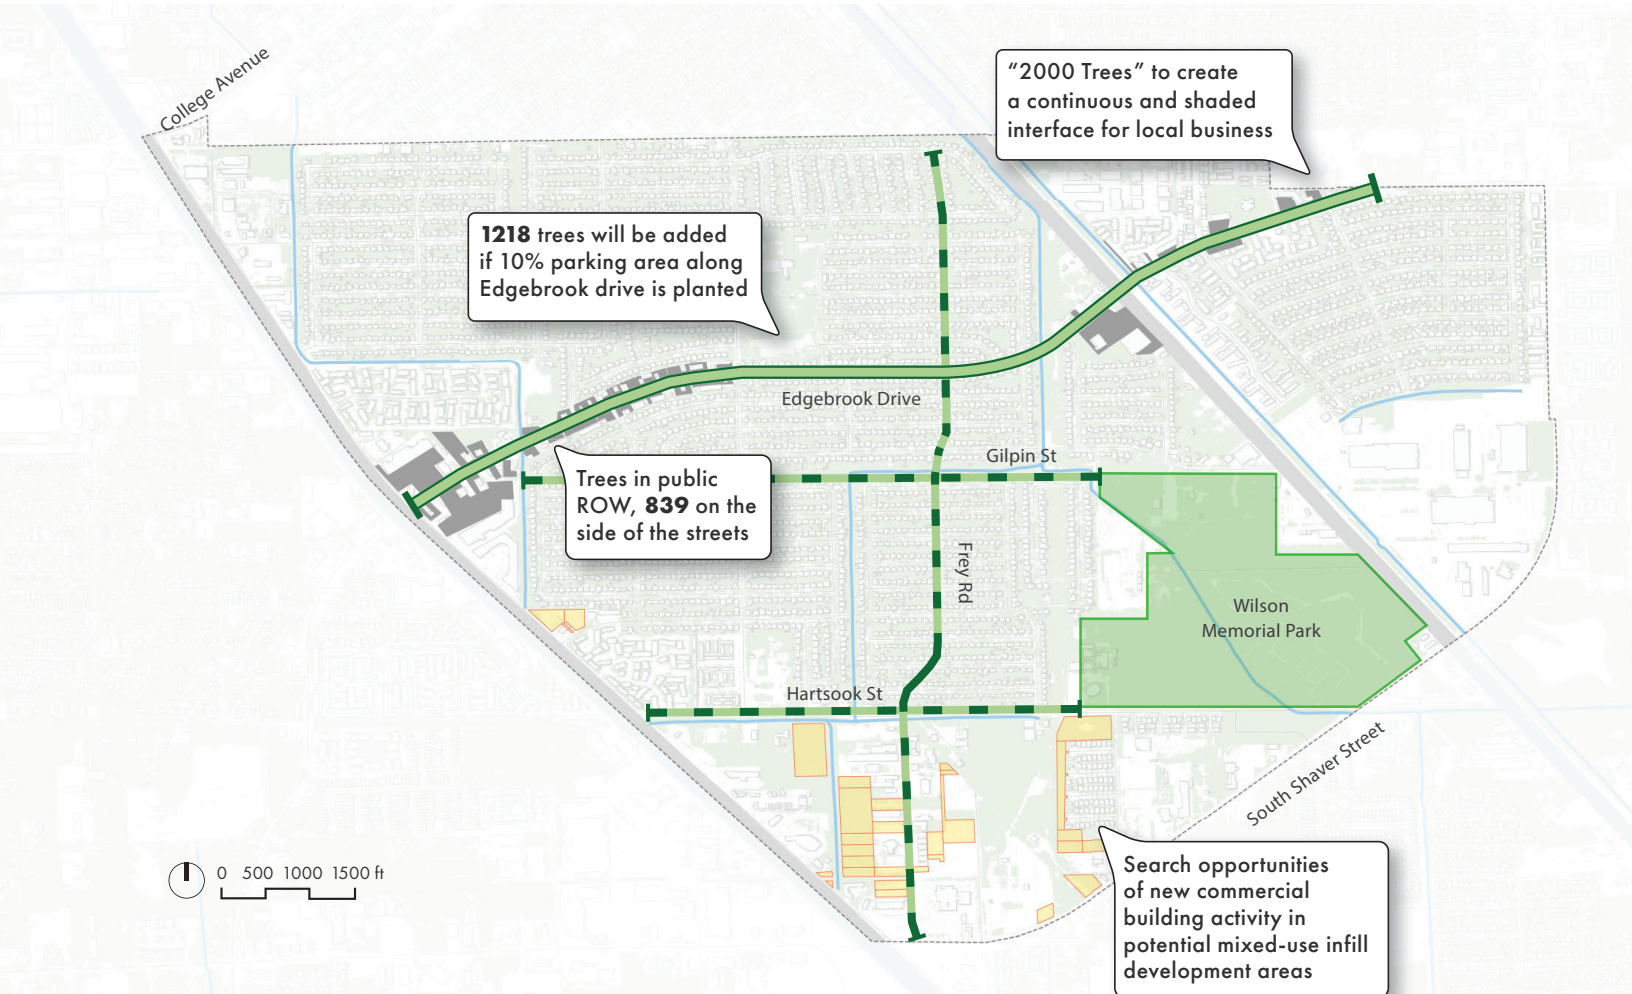 College Avenue
“2000 Trees” to create
a continuous and shaded
interface for local business
1218 trees will be added
if 10% parking area along
Edgebrook drive is planted
Edgebrook Drive
Gilpin St
Trees in public
ROW, 839 on the
side of the streets
Frey Rd
Wilson
Memorial Park
Hartsook St
South Shaver Street
0 500 1000 1500 ft
Search opportunities
of new commercial
building activity in
potential mixed-use infill
development areas